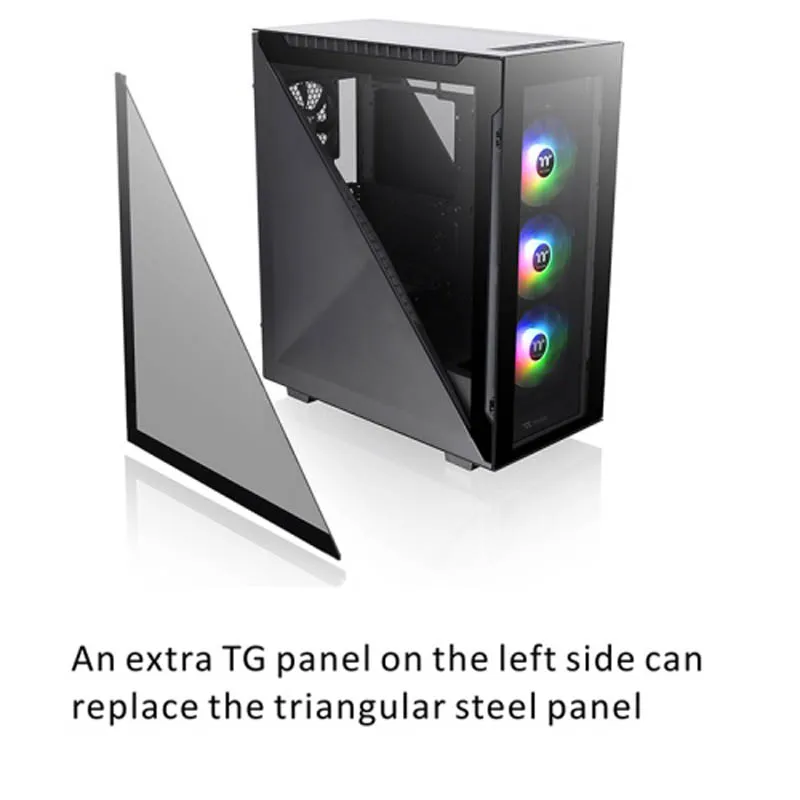 An extra TG panel on the left side can
replace the triangular steel panel